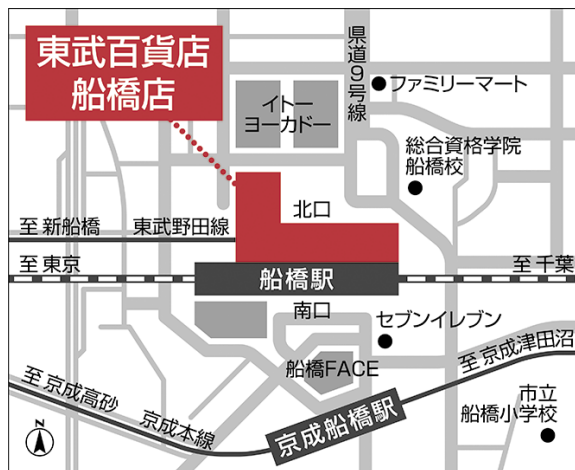 東武百貨店
船橋店
県道9号線
ファミリーマート
イトー
ヨーカドー
総合資格学院
船橋校
北口
至 新船橋
東武野田線
至 東京
船橋駅
至 千葉
南口
セブンイレブン
至 京成津田沼
船橋FACE
至 京成高砂
京成本線
京成船橋駅
市立
船橋小学校
N